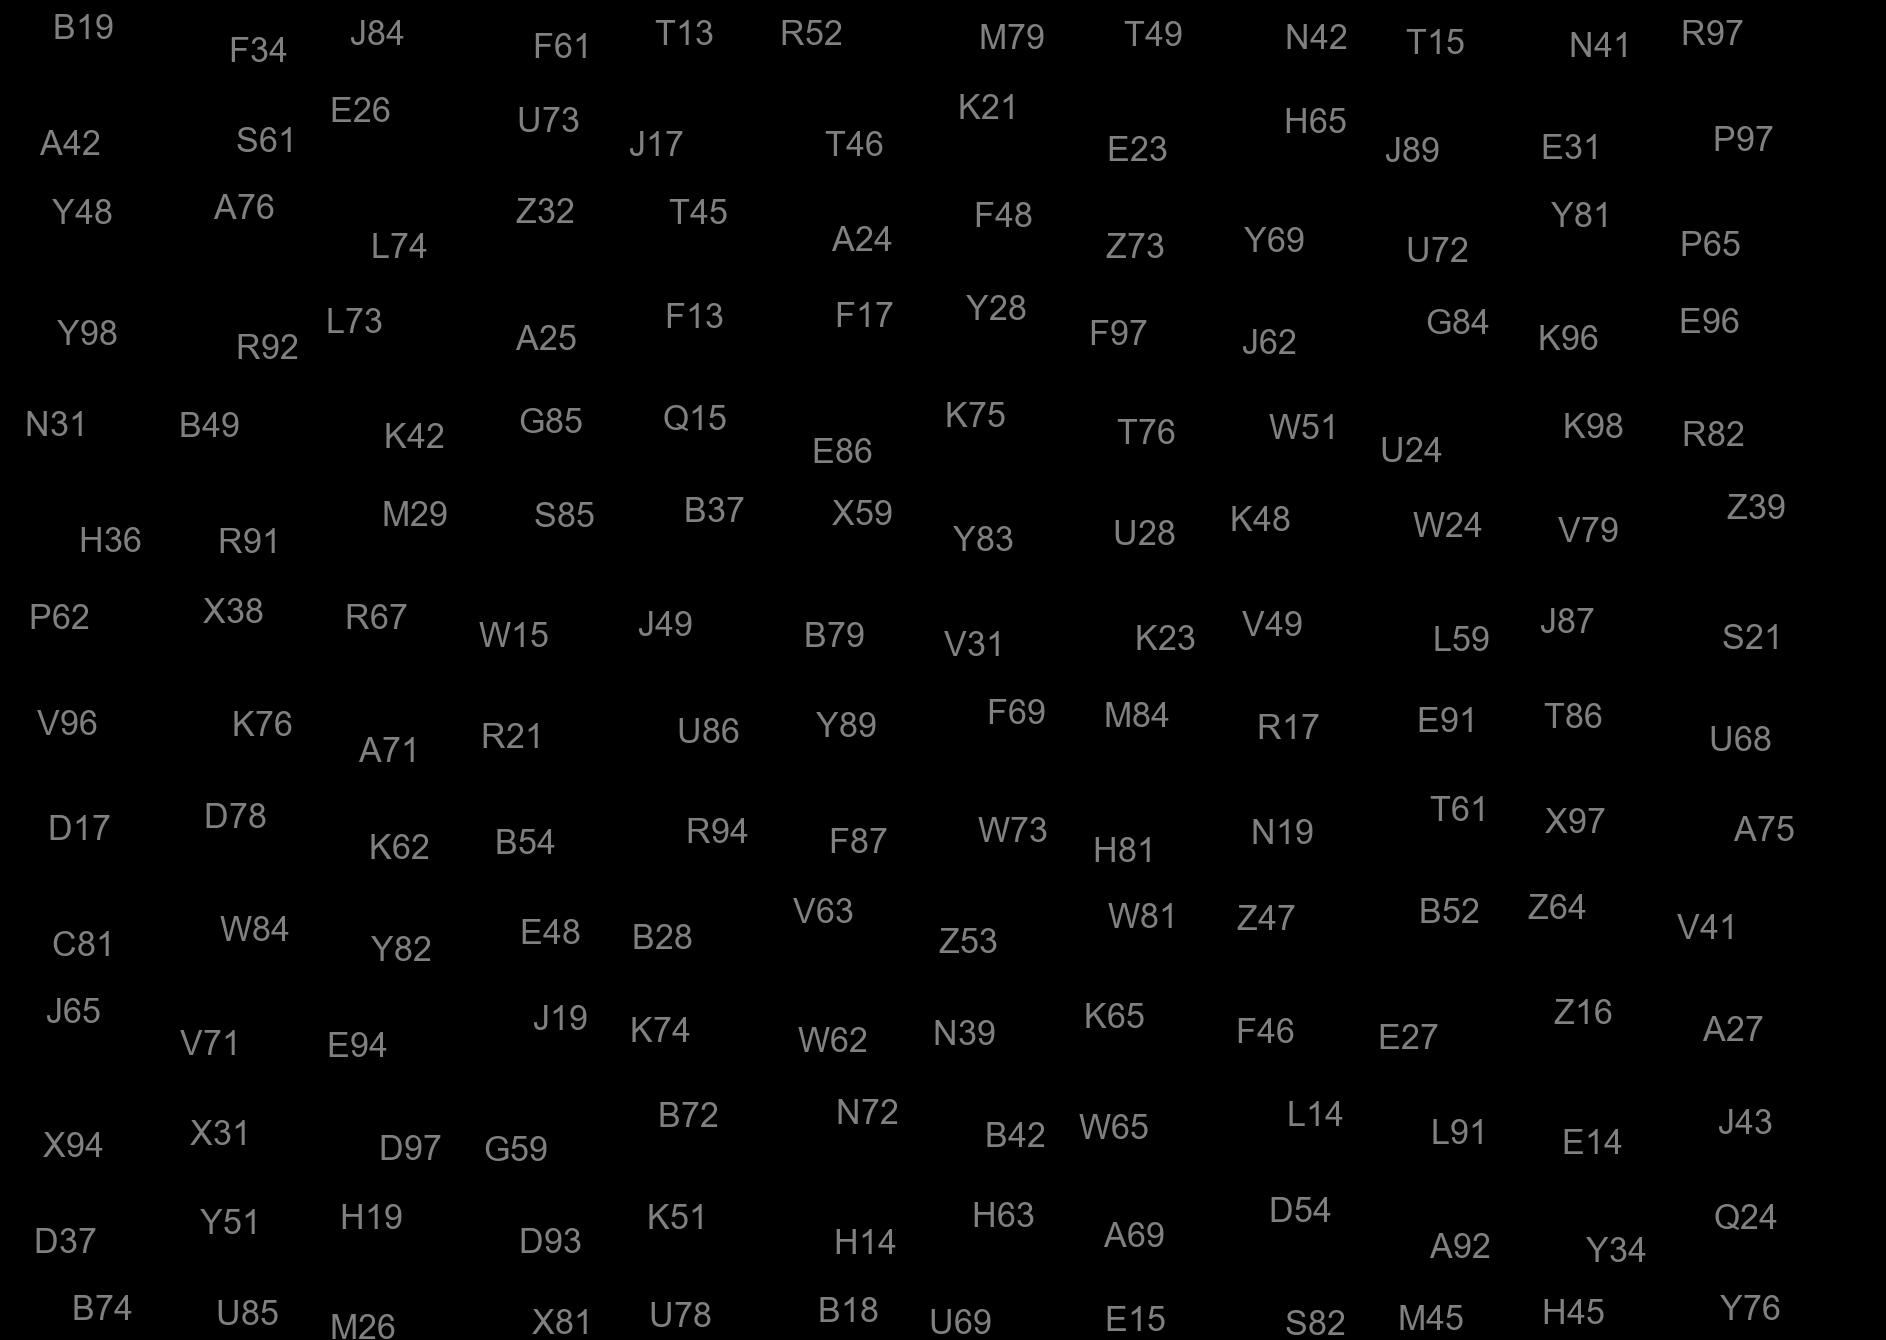 B19 F34 J84 F61 T13 R52 M79 T49 N42 T15 N41 R97
A42 S61 E26 U73 J17 T46 K21 E23 H65 J89 E31 P97
Y48 A76 L74 Z32 T45 A24 F48 Z73 Y69 U72 Y81 P65
Y98 R92 L73 A25 F13 F17 Y28 F97 J62 G84 K96 E96
N31 B49 K42 G85 Q15 E86 K75 T76 W51 U24 K98 R82
H36 R91 M29 S85 B37 X59 Y83 U28 K48 W24 V79 Z39
P62 X38 R67 W15 J49 B79 V31 K23 V49 L59 J87 S21
V96 K76 A71 R21 U86 Y89 F69 M84 R17 E91 T86 U68
D17 D78 K62 B54 R94 F87 W73 H81 N19 T61 X97 A75
C81 W84 Y82 E48 B28 V63 Z53 W81 Z47 B52 Z64 V41
J65 V71 E94 J19 K74 W62 N39 K65 F46 E27 Z16 A27
X94 X31 D97 G59 B72 N72 B42 W65 L14 L91 E14 J43
D37 Y51 H19 D93 K51 H14 H63 A69 D54 A92 Y34 Q24
B74 U85 M26 X81 U78 B18 U69 E15 S82 M45 H45 Y76